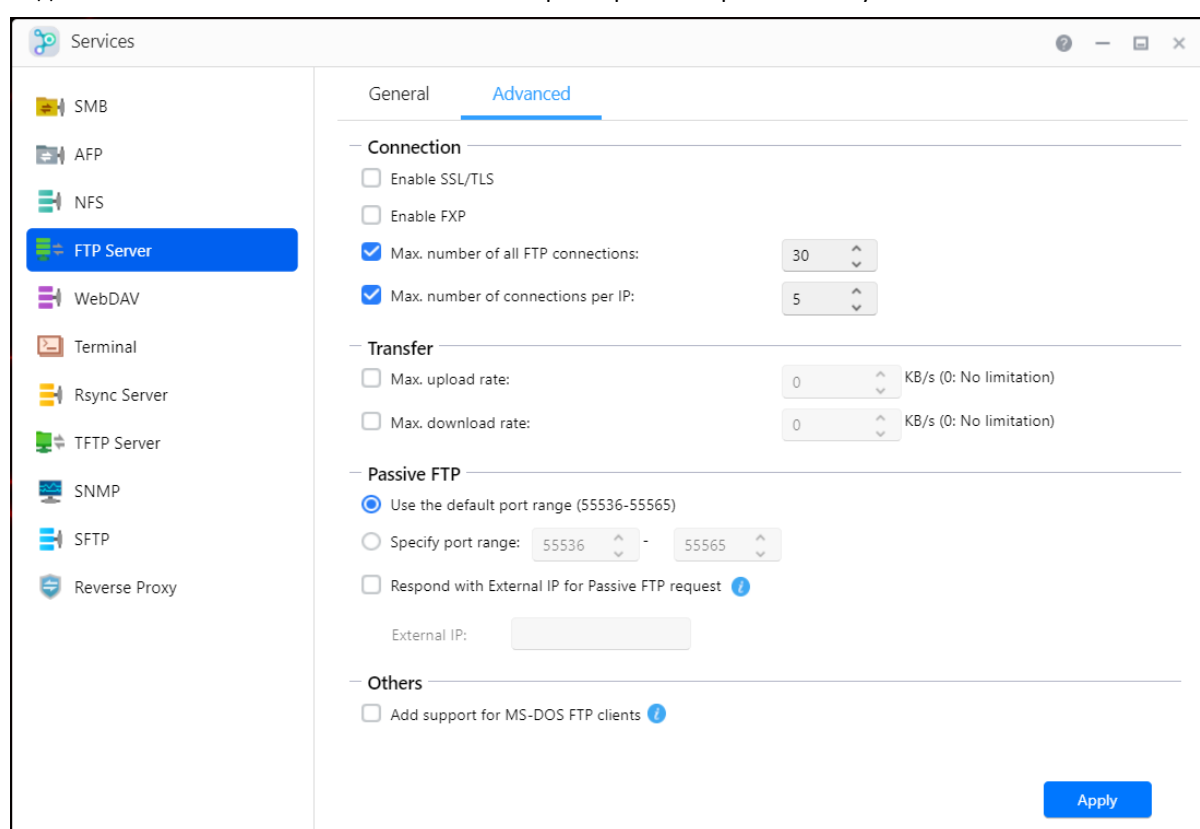 Services
SMB
AFP
NFS
FTP Server
WebDAV
Terminal
Rsync Server
TFTP Server
SNMP
SFTP
Reverse Proxy
General Advanced
Connection
Enable SSL/TLS
Enable FXP
Max. number of all FTP connections: 30
Max. number of connections per IP: 5
Transfer
Max. upload rate: 0 KB/s (0: No limitation)
Max. download rate: 0 KB/s (0: No limitation)
Passive FTP
Use the default port range (55536-55565)
Specify port range: 55536 - 55565
Respond with External IP for Passive FTP request
External IP:
Others
Add support for MS-DOS FTP clients
Apply